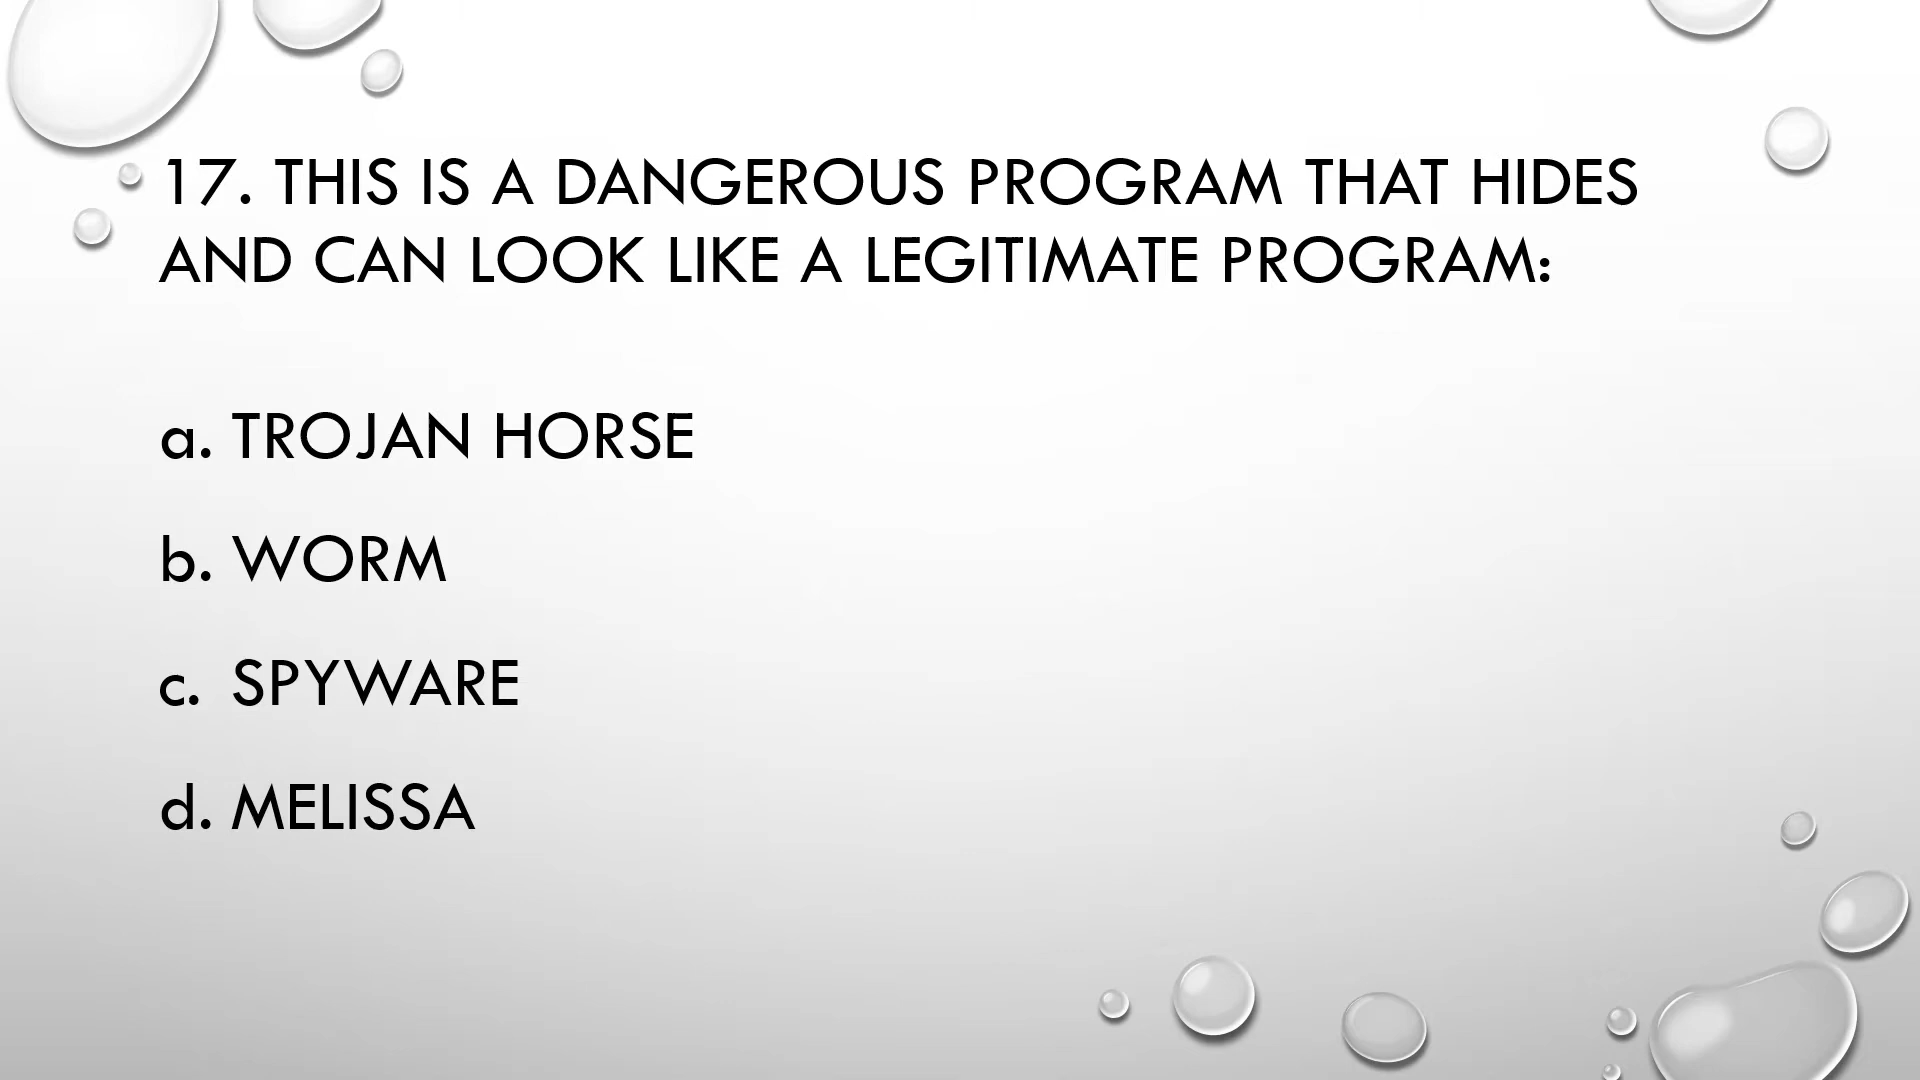 17. THIS IS A DANGEROUS PROGRAM THAT HIDES
AND CAN LOOK LIKE A LEGITIMATE PROGRAM:
a. TROJAN HORSE
b. WORM
c. SPYWARE
d. MELISSA